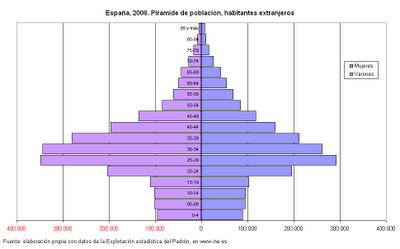 España, 2006. Pirámide de población, habitantes extranjeros
85 y más
80-84
75-79
70-74
65-69
60-64
55-59
50-54
45-49
40-44
35-39
30-34
25-29
20-24
15-19
10-14
05-09
0-4
Mujeres
Varones
400.000 300.000 200.000 100.000 0 100.000 200.000 300.000 400.000
Fuente: elaboración propia con datos de la Explotación estadística del Padrón, en www.ine.es